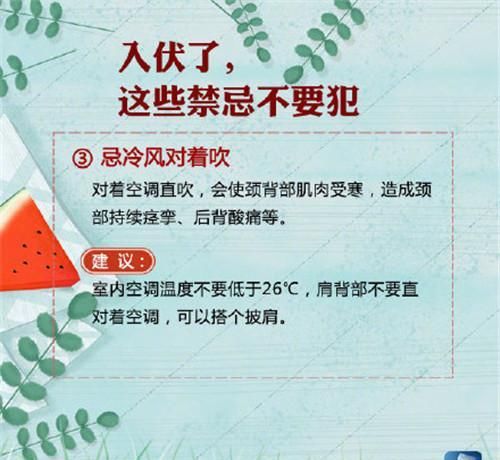 入伏了，
这些禁忌不要犯
③ 忌冷风对着吹
对着空调直吹，会使颈背部肌肉受寒，造成颈
部持续痉挛、后背酸痛等。
建议：
室内空调温度不要低于26℃，肩背部不要直
对着空调，可以搭个披肩。